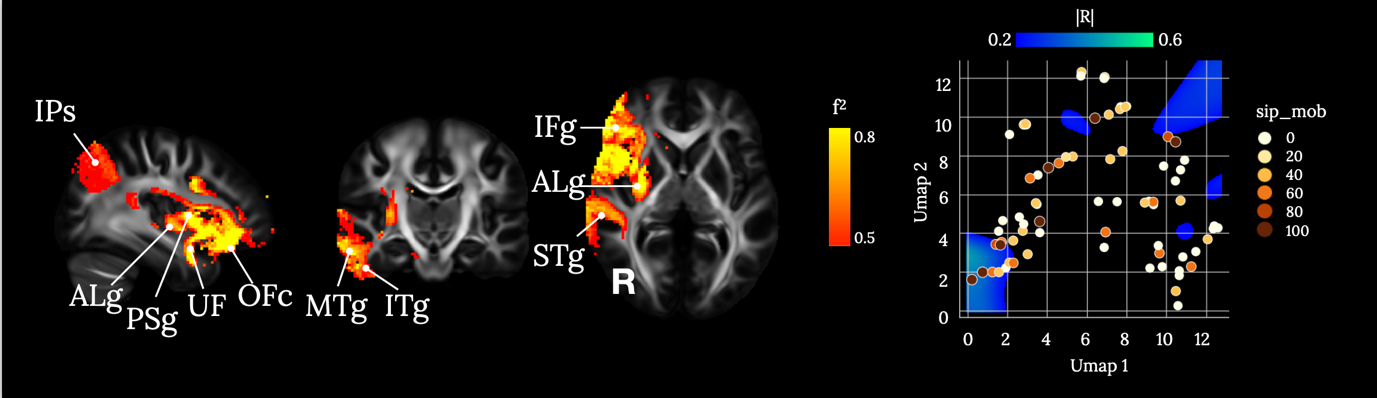 IPs
ALg
PSg
UF
OFc
MTg
ITg
IFg
ALg
STg
R
f²
0.8
0.5
|R|
0.2
0.6
12
10
8
6
4
2
0
Umap 2
0 2 4 6 8 10 12
Umap 1
sip_mob
0
20
40
60
80
100